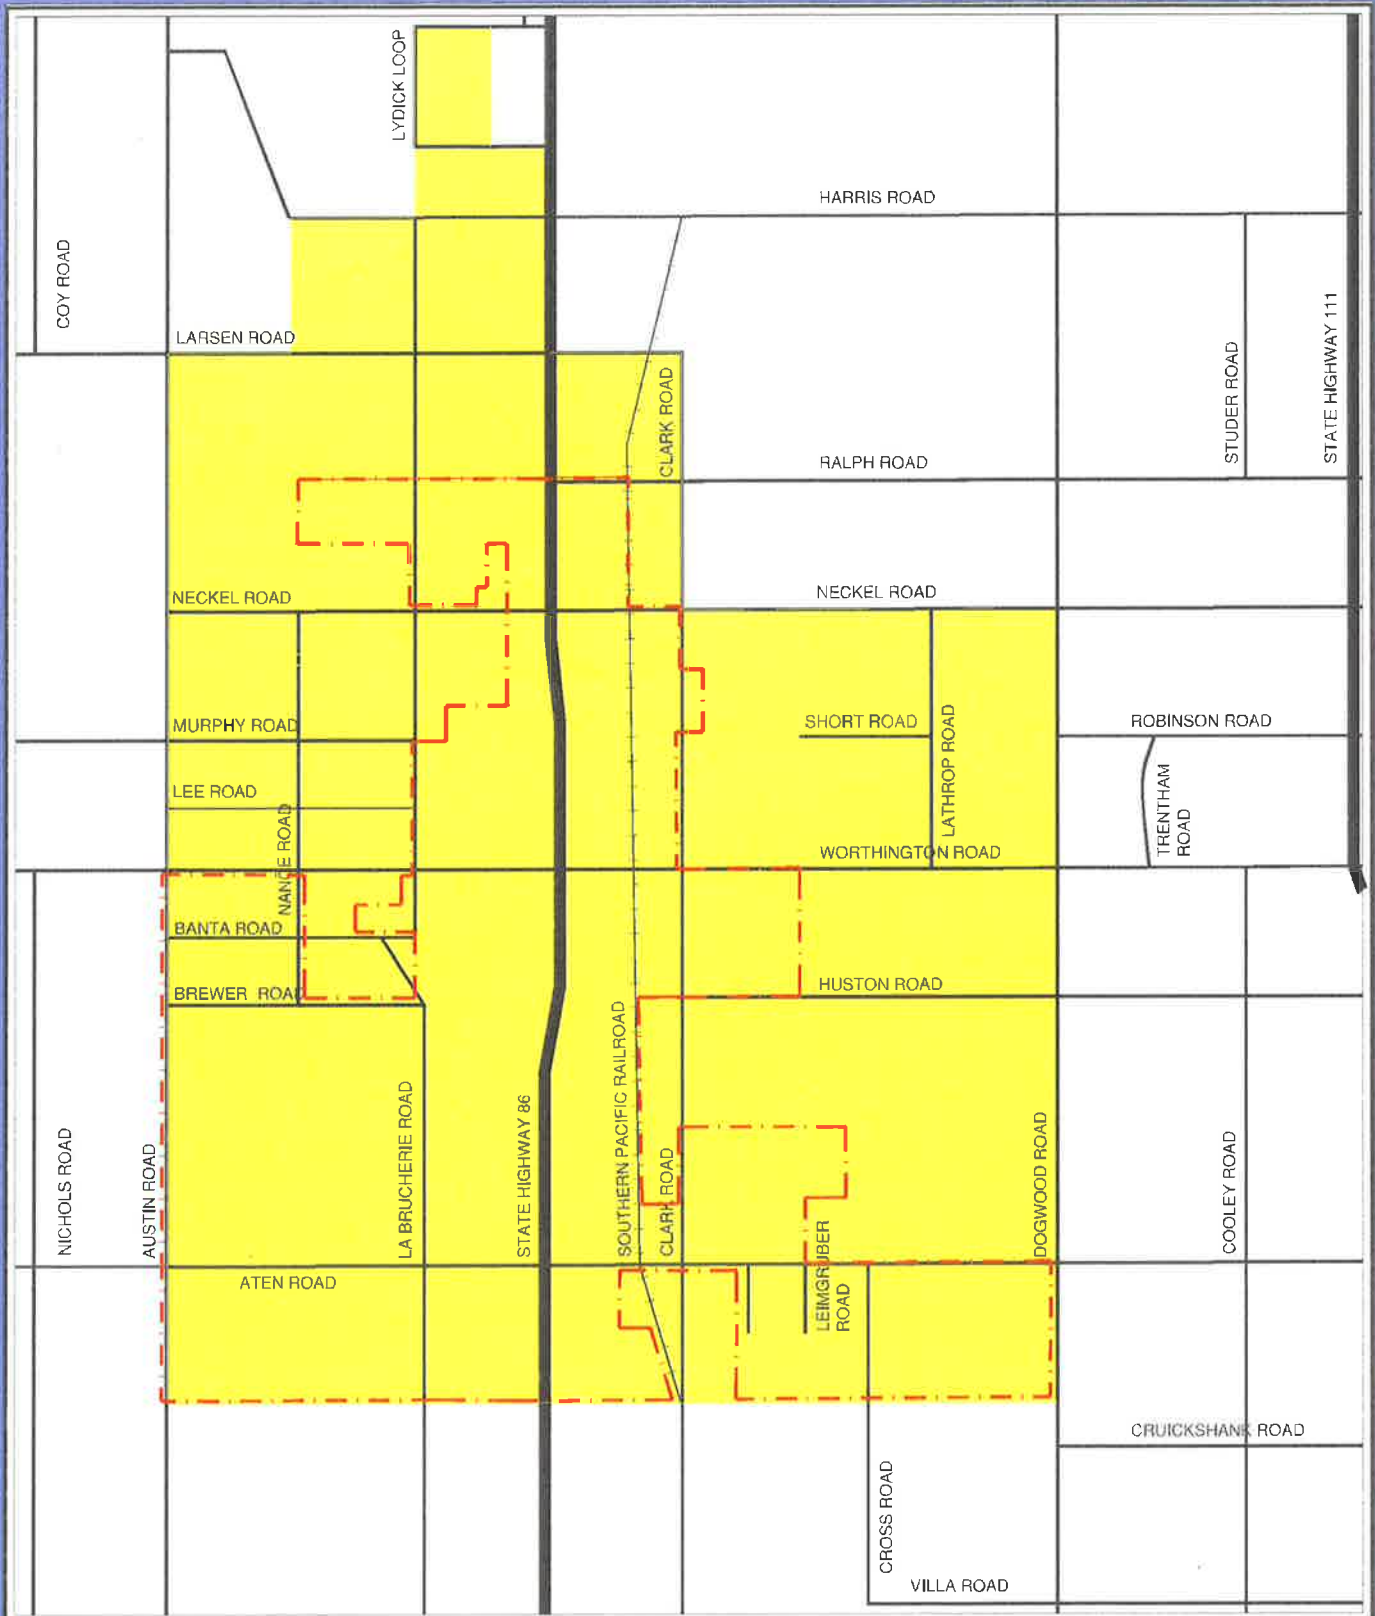 LYDICK LOOP
HARRIS ROAD
COY ROAD
LARSEN ROAD
CLARK ROAD
STUDER ROAD
STATE HIGHWAY 111
RALPH ROAD
NECKEL ROAD
NECKEL ROAD
MURPHY ROAD
SHORT ROAD
LATHROP ROAD
ROBINSON ROAD
TRENTHAM
ROAD
LEE ROAD
NANCE ROAD
WORTHINGTON ROAD
BANTA ROAD
BREWER ROAD
HUSTON ROAD
NICHOLS ROAD
AUSTIN ROAD
LA BRUCHERIE ROAD
STATE HIGHWAY 86
SOUTHERN PACIFIC RAILROAD
CLARK ROAD
LEIMGRUBER
ROAD
DOGWOOD ROAD
COOLEY ROAD
ATEN ROAD
CRUICKSHANK ROAD
CROSS ROAD
VILLA ROAD